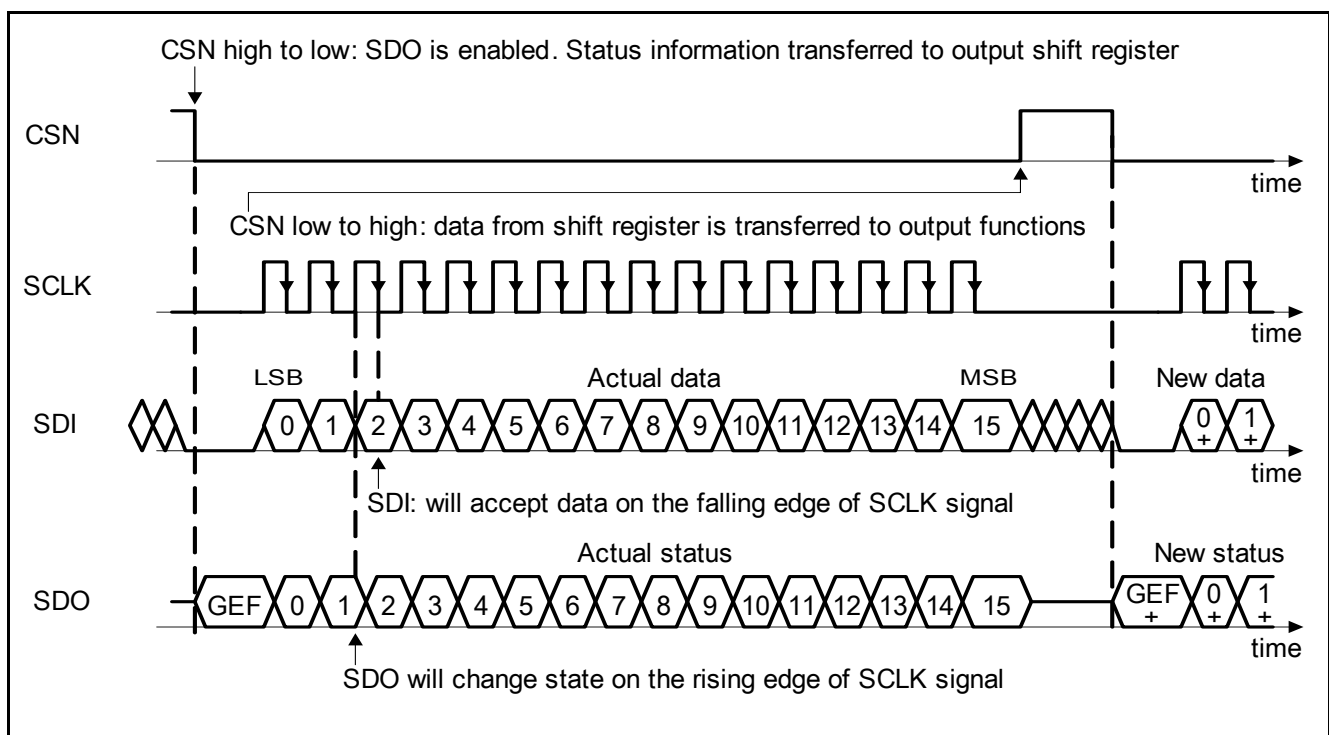 CSN high to low: SDO is enabled. Status information transferred to output shift register
CSN
time
CSN low to high: data from shift register is transferred to output functions
SCLK
time
LSB Actual data MSB New data
SDI 0 1 2 3 4 5 6 7 8 9 10 11 12 13 14 15 0+ 1+
time
SDI: will accept data on the falling edge of SCLK signal
Actual status New status
SDO GEF 0 1 2 3 4 5 6 7 8 9 10 11 12 13 14 15 GEF+ 0+ 1+
time
SDO will change state on the rising edge of SCLK signal